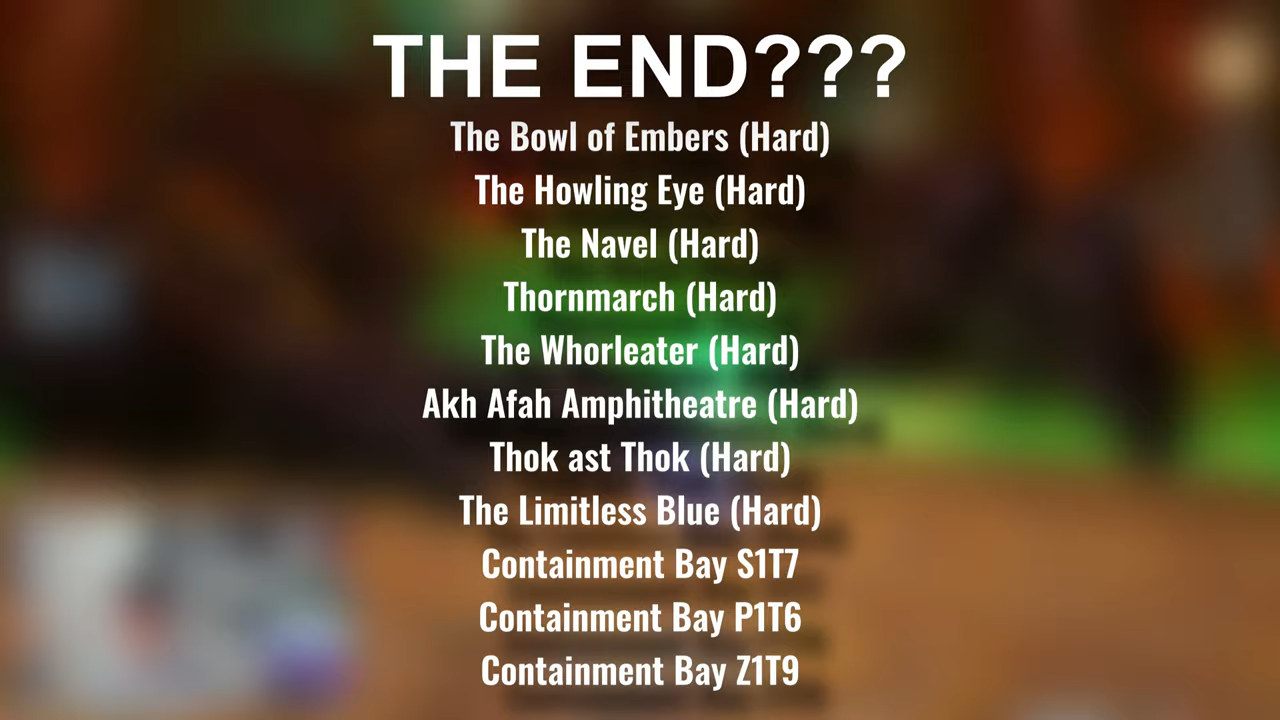 THE END???
The Bowl of Embers (Hard)
The Howling Eye (Hard)
The Navel (Hard)
Thornmarch (Hard)
The Whorleater (Hard)
Akh Afah Amphitheatre (Hard)
Thok ast Thok (Hard)
The Limitless Blue (Hard)
Containment Bay S1T7
Containment Bay P1T6
Containment Bay Z1T9